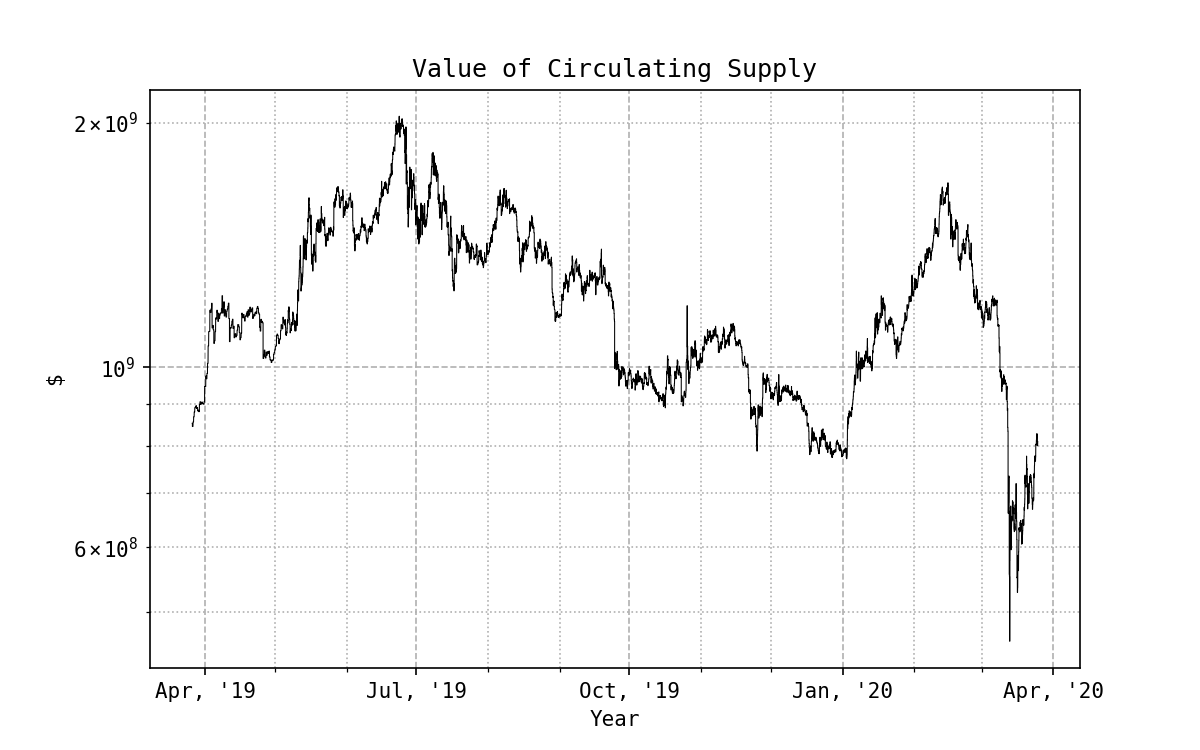 Value of Circulating Supply
2×10⁹
10⁹
6×10⁸
$
Apr, '19 Jul, '19 Oct, '19 Jan, '20 Apr, '20
Year